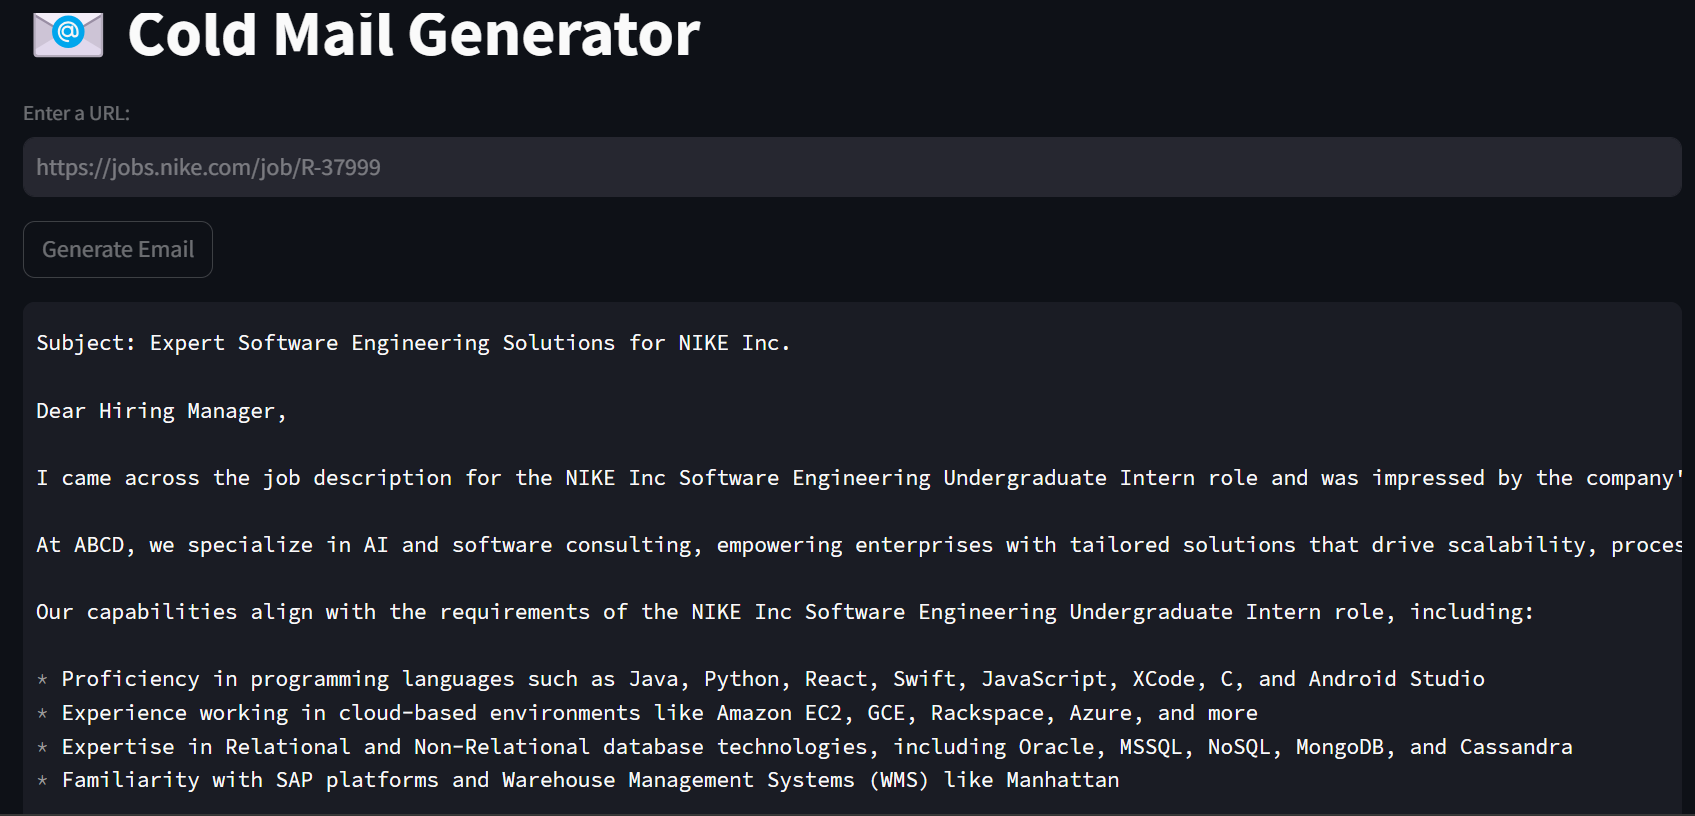 Cold Mail Generator
Enter a URL:
https://jobs.nike.com/job/R-37999
Generate Email
Subject: Expert Software Engineering Solutions for NIKE Inc.
Dear Hiring Manager,
I came across the job description for the NIKE Inc Software Engineering Undergraduate Intern role and was impressed by the company'
At ABCD, we specialize in AI and software consulting, empowering enterprises with tailored solutions that drive scalability, proces
Our capabilities align with the requirements of the NIKE Inc Software Engineering Undergraduate Intern role, including:
* Proficiency in programming languages such as Java, Python, React, Swift, JavaScript, XCode, C, and Android Studio
* Experience working in cloud-based environments like Amazon EC2, GCE, Rackspace, Azure, and more
* Expertise in Relational and Non-Relational database technologies, including Oracle, MSSQL, NoSQL, MongoDB, and Cassandra
* Familiarity with SAP platforms and Warehouse Management Systems (WMS) like Manhattan